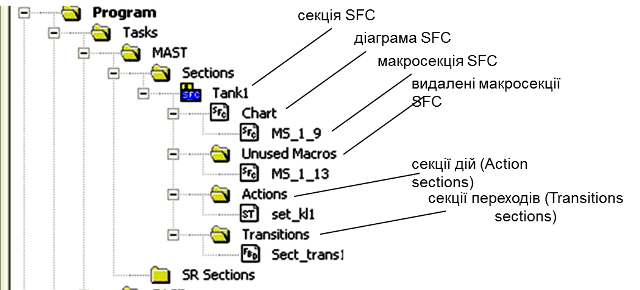 Program
секція SFC
Tasks
діаграма SFC
MAST
макросекція SFC
Sections
видалені макросекції
SFC
SFC Tank1
SFC Chart
SFC MS_1_9
Unused Macros
SFC MS_1_13
секції дій (Action
sections)
Actions
ST set_kl1
секції переходів (Transitions
sections)
Transitions
FBD Sect_trans1
SR Sections